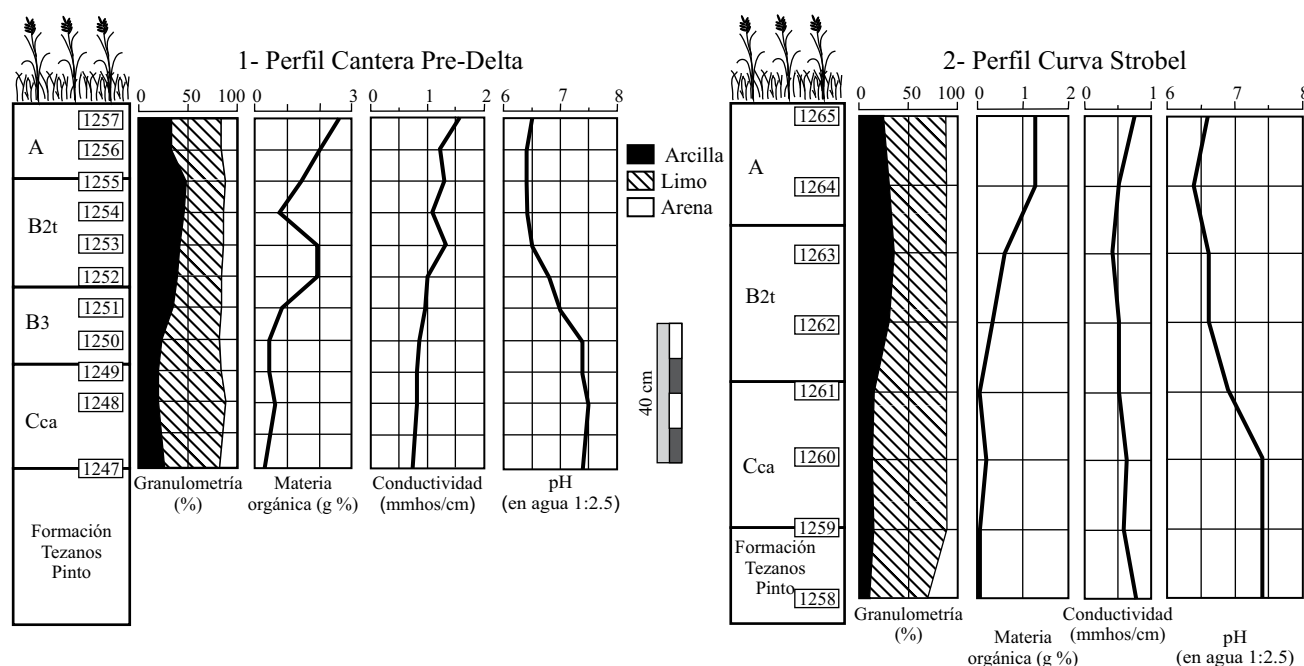 1- Perfil Cantera Pre-Delta
0 50 100
0 3
0 1 2
6 7 8
A
B2t
B3
Cca
1257
1256
1255
1254
1253
1252
1251
1250
1249
1248
1247
Formación
Tezanos
Pinto
Granulometría
(%)
Materia
orgánica (g %)
Conductividad
(mmhos/cm)
pH
(en agua 1:2.5)
Arcilla
Limo
Arena
40 cm
2- Perfil Curva Strobel
0 50 100
0 1 2
0 1
6 7 8
A
B2t
Cca
1265
1264
1263
1262
1261
1260
1259
1258
Formación
Tezanos
Pinto
Granulometría
(%)
Materia
orgánica (g %)
Conductividad
(mmhos/cm)
pH
(en agua 1:2.5)